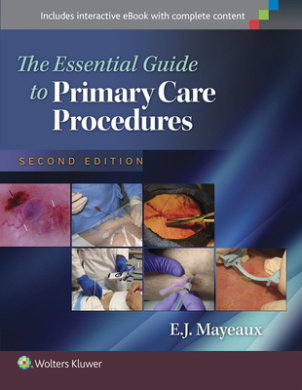 Includes interactive eBook with complete content
The Essential Guide
to Primary Care
Procedures
SECOND EDITION
E.J. Mayeaux
Wolters Kluwer